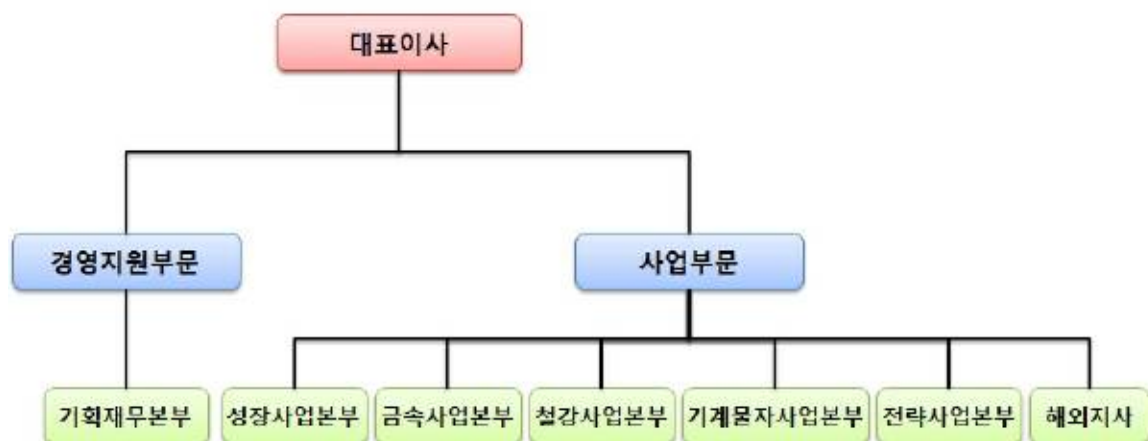 대표이사
경영지원부문
사업부문
기획재무본부
성장사업본부
금속사업본부
철강사업본부
기계물자사업본부
전략사업본부
해외지사